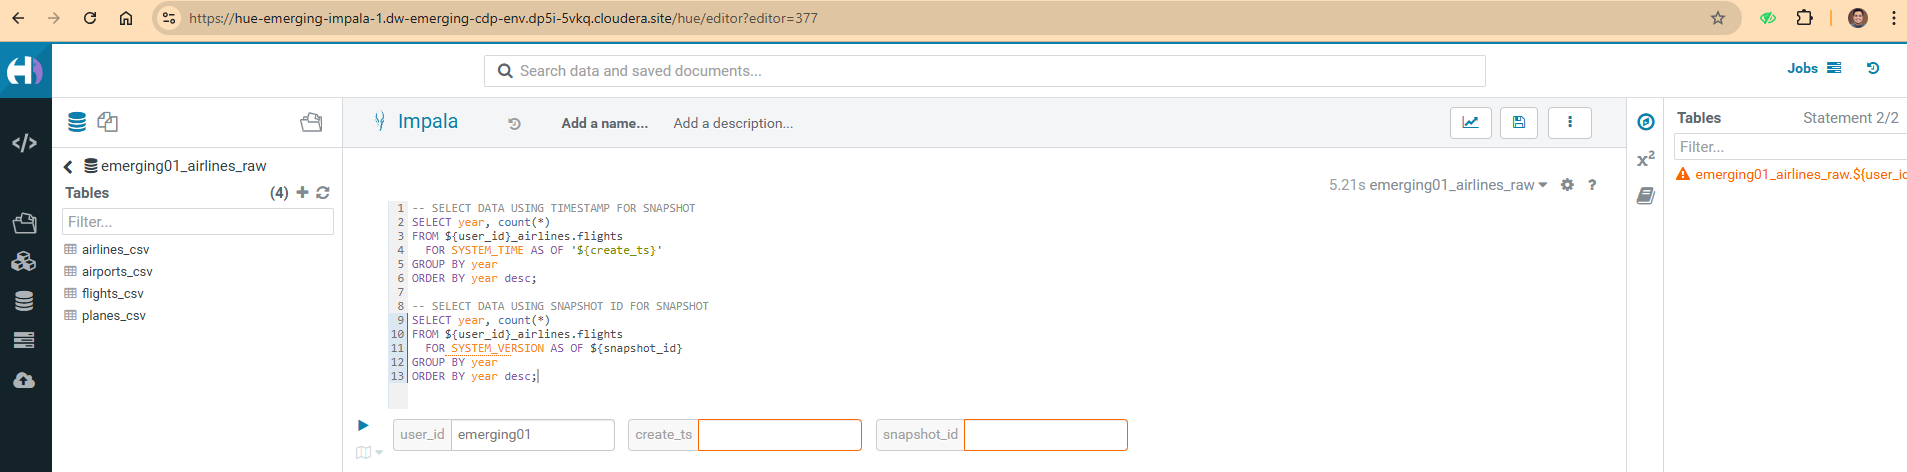 https://hue-emerging-impala-1.dw-emerging-cdp-env.dp5i-5vkq.cloudera.site/hue/editor?editor=377
Search data and saved documents...
Jobs
Impala
Add a name...
Add a description...
emerging01_airlines_raw
Tables
(4)
Filter...
airlines_csv
airports_csv
flights_csv
planes_csv
5.21s emerging01_airlines_raw
?
1 -- SELECT DATA USING TIMESTAMP FOR SNAPSHOT
2 SELECT year, count(*)
3 FROM ${user_id}_airlines.flights
4 FOR SYSTEM_TIME AS OF '${create_ts}'
5 GROUP BY year
6 ORDER BY year desc;
7
8 -- SELECT DATA USING SNAPSHOT ID FOR SNAPSHOT
9 SELECT year, count(*)
10 FROM ${user_id}_airlines.flights
11 FOR SYSTEM_VERSION AS OF ${snapshot_id}
12 GROUP BY year
13 ORDER BY year desc;
user_id emerging01
create_ts
snapshot_id
Tables
Statement 2/2
Filter...
emerging01_airlines_raw.${user_ic
x²